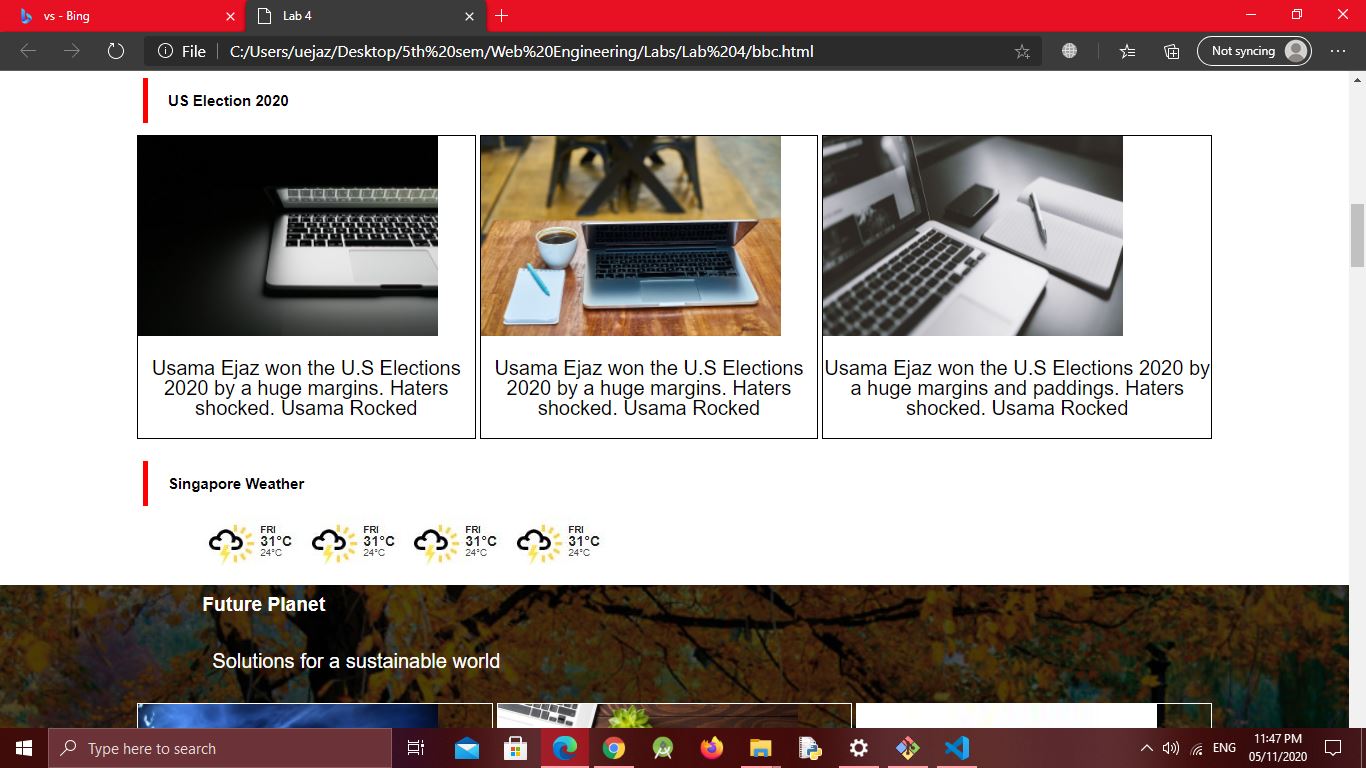 vs - Bing
Lab 4
File
C:/Users/uejaz/Desktop/5th%20sem/Web%20Engineering/Labs/Lab%204/bbc.html
Not syncing
US Election 2020
Usama Ejaz won the U.S Elections
2020 by a huge margins. Haters
shocked. Usama Rocked
Usama Ejaz won the U.S Elections
2020 by a huge margins. Haters
shocked. Usama Rocked
Usama Ejaz won the U.S Elections 2020 by
a huge margins and paddings. Haters
shocked. Usama Rocked
Singapore Weather
FRI
31°C
24°C
FRI
31°C
24°C
FRI
31°C
24°C
FRI
31°C
24°C
Future Planet
Solutions for a sustainable world
Type here to search
ENG
11:47 PM
05/11/2020